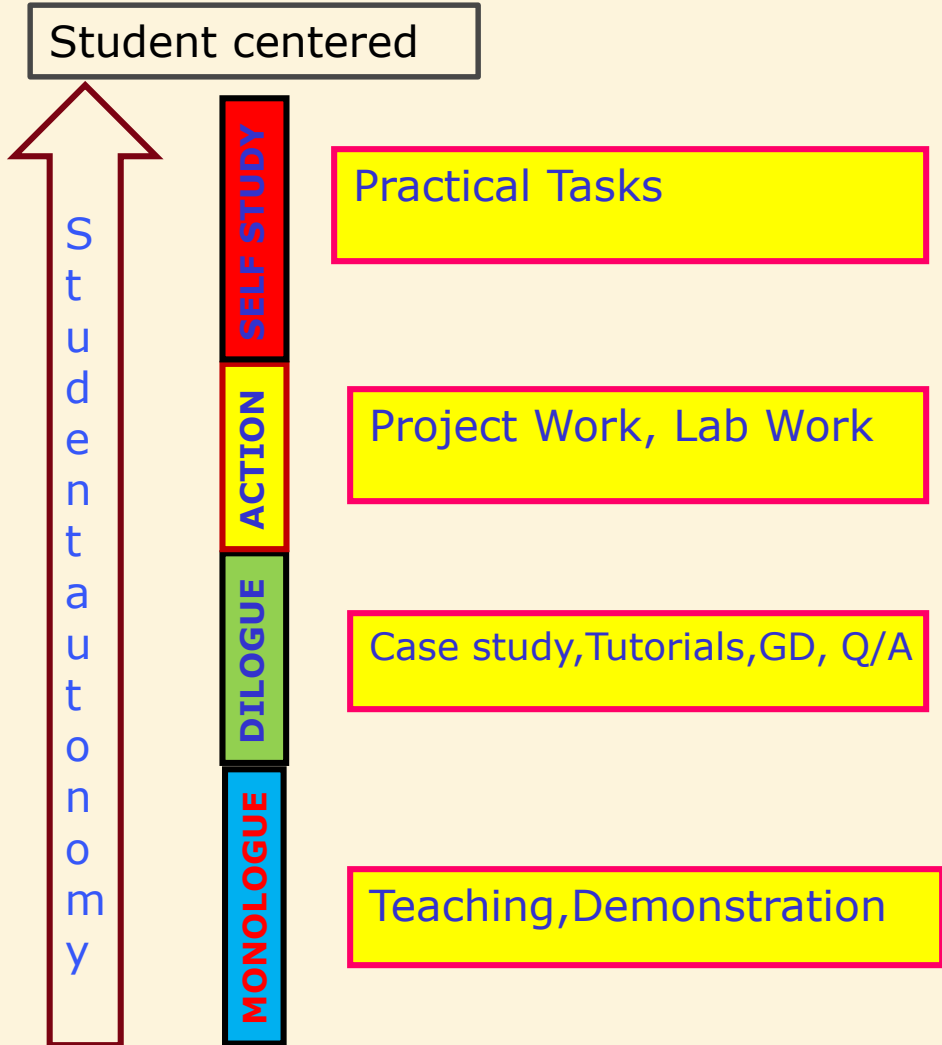 Student centered
Student autonomy
SELF STUDY
Practical Tasks
ACTION
Project Work, Lab Work
DILOGUE
Case study,Tutorials,GD, Q/A
MONOLOGUE
Teaching,Demonstration